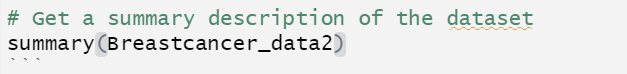 # Get a summary description of the dataset
summary(Breastcancer_data2)
```